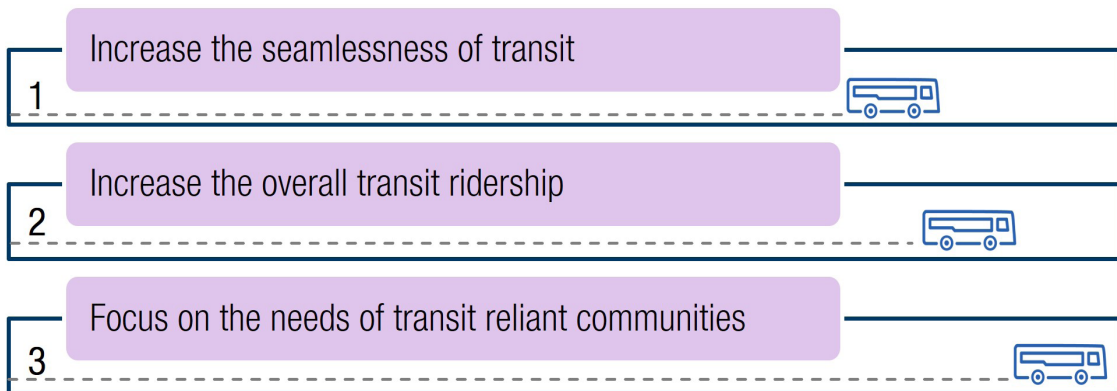 Increase the seamlessness of transit
1
Increase the overall transit ridership
2
Focus on the needs of transit reliant communities
3